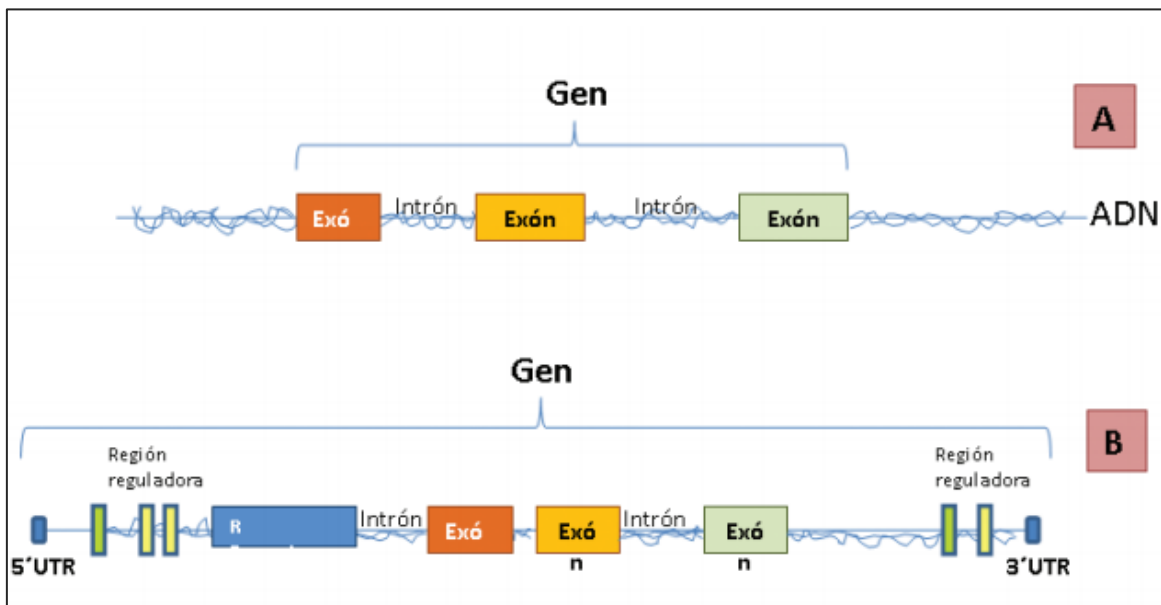 Gen
A
Exó Intrón Exón Intrón Exón ADN
Gen
B
Región
reguladora
Región
reguladora
R Intrón Exó Exó Intrón Exó
n n
5´UTR 3´UTR